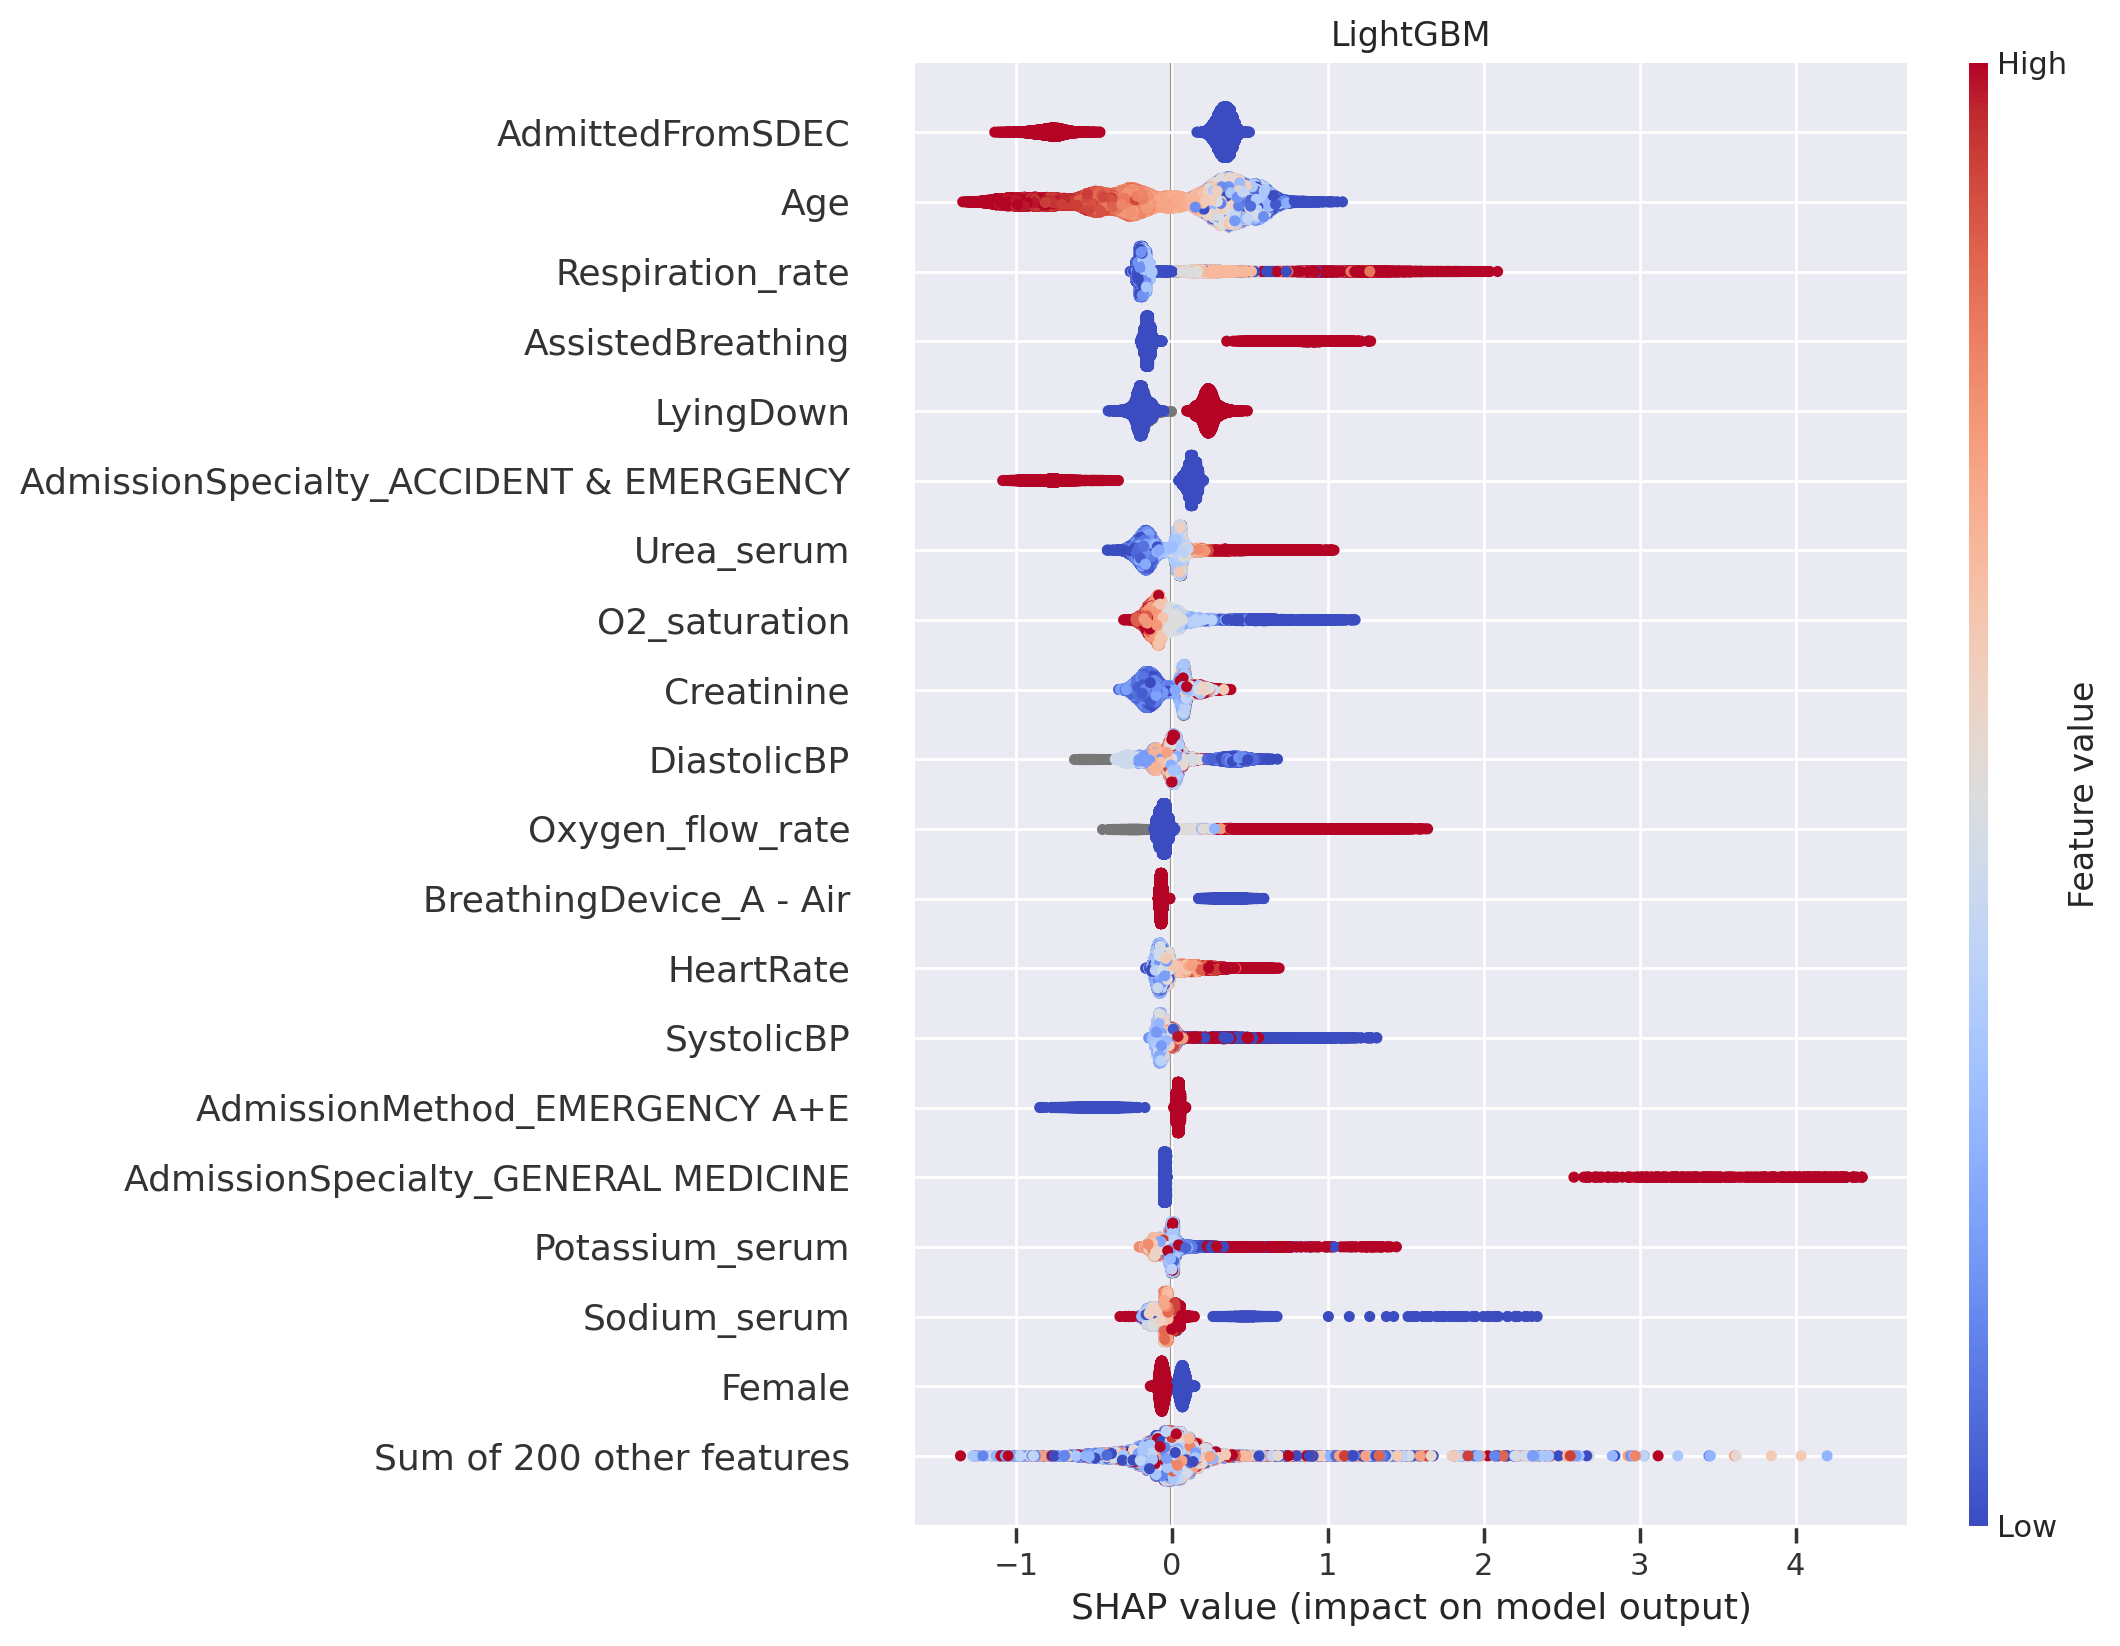 LightGBM
High
AdmittedFromSDEC
Age
Respiration_rate
AssistedBreathing
LyingDown
AdmissionSpecialty_ACCIDENT & EMERGENCY
Urea_serum
O2_saturation
Creatinine
DiastolicBP
Oxygen_flow_rate
BreathingDevice_A - Air
HeartRate
SystolicBP
AdmissionMethod_EMERGENCY A+E
AdmissionSpecialty_GENERAL MEDICINE
Potassium_serum
Sodium_serum
Female
Sum of 200 other features
Feature value
Low
−1 0 1 2 3 4
SHAP value (impact on model output)